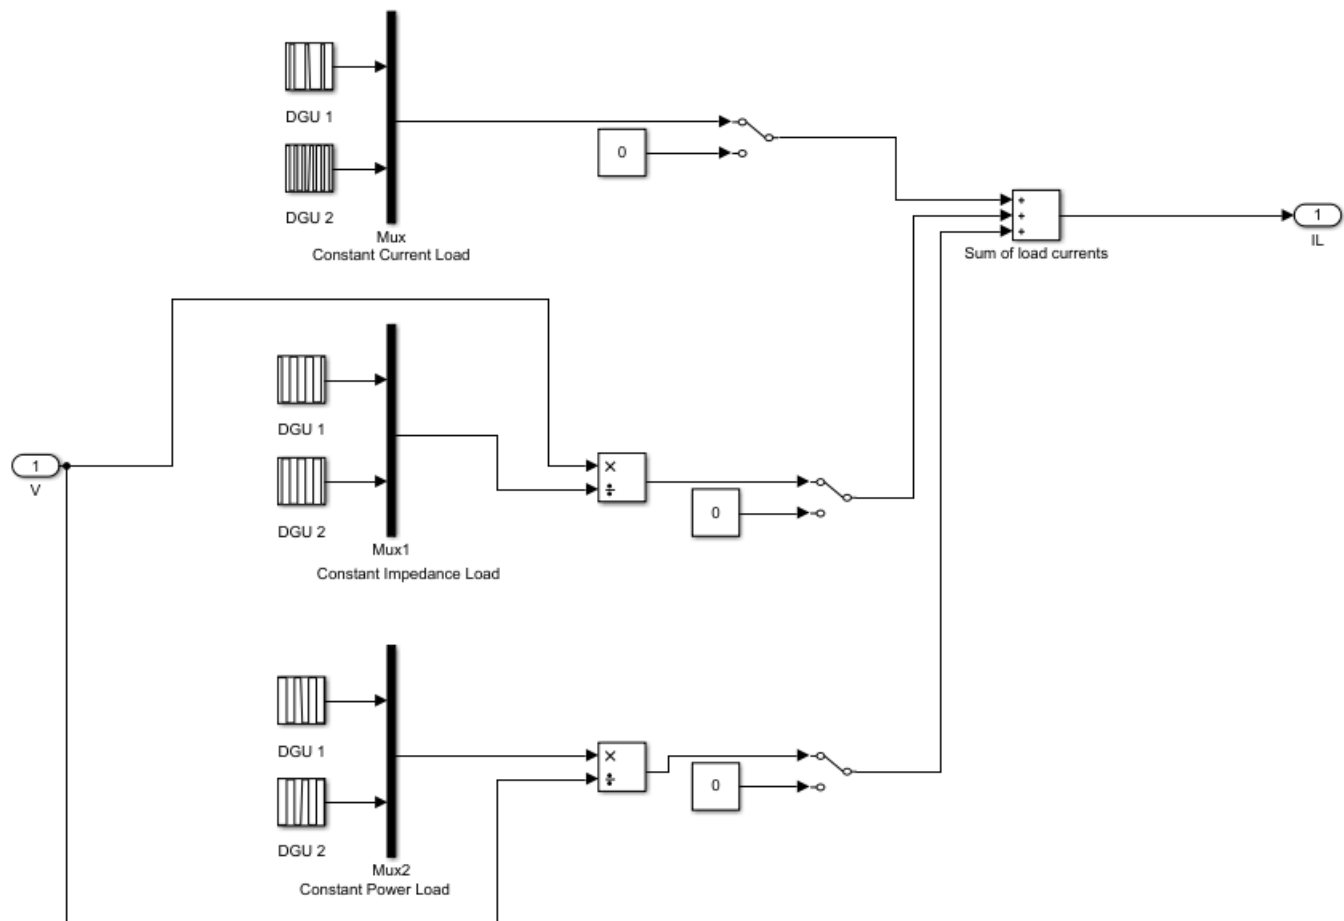 DGU 1
0
DGU 2
Mux
Constant Current Load
+
+
+
Sum of load currents
1
IL
DGU 1
1
V
×
÷
DGU 2
0
Mux1
Constant Impedance Load
DGU 1
×
÷
0
DGU 2
Mux2
Constant Power Load